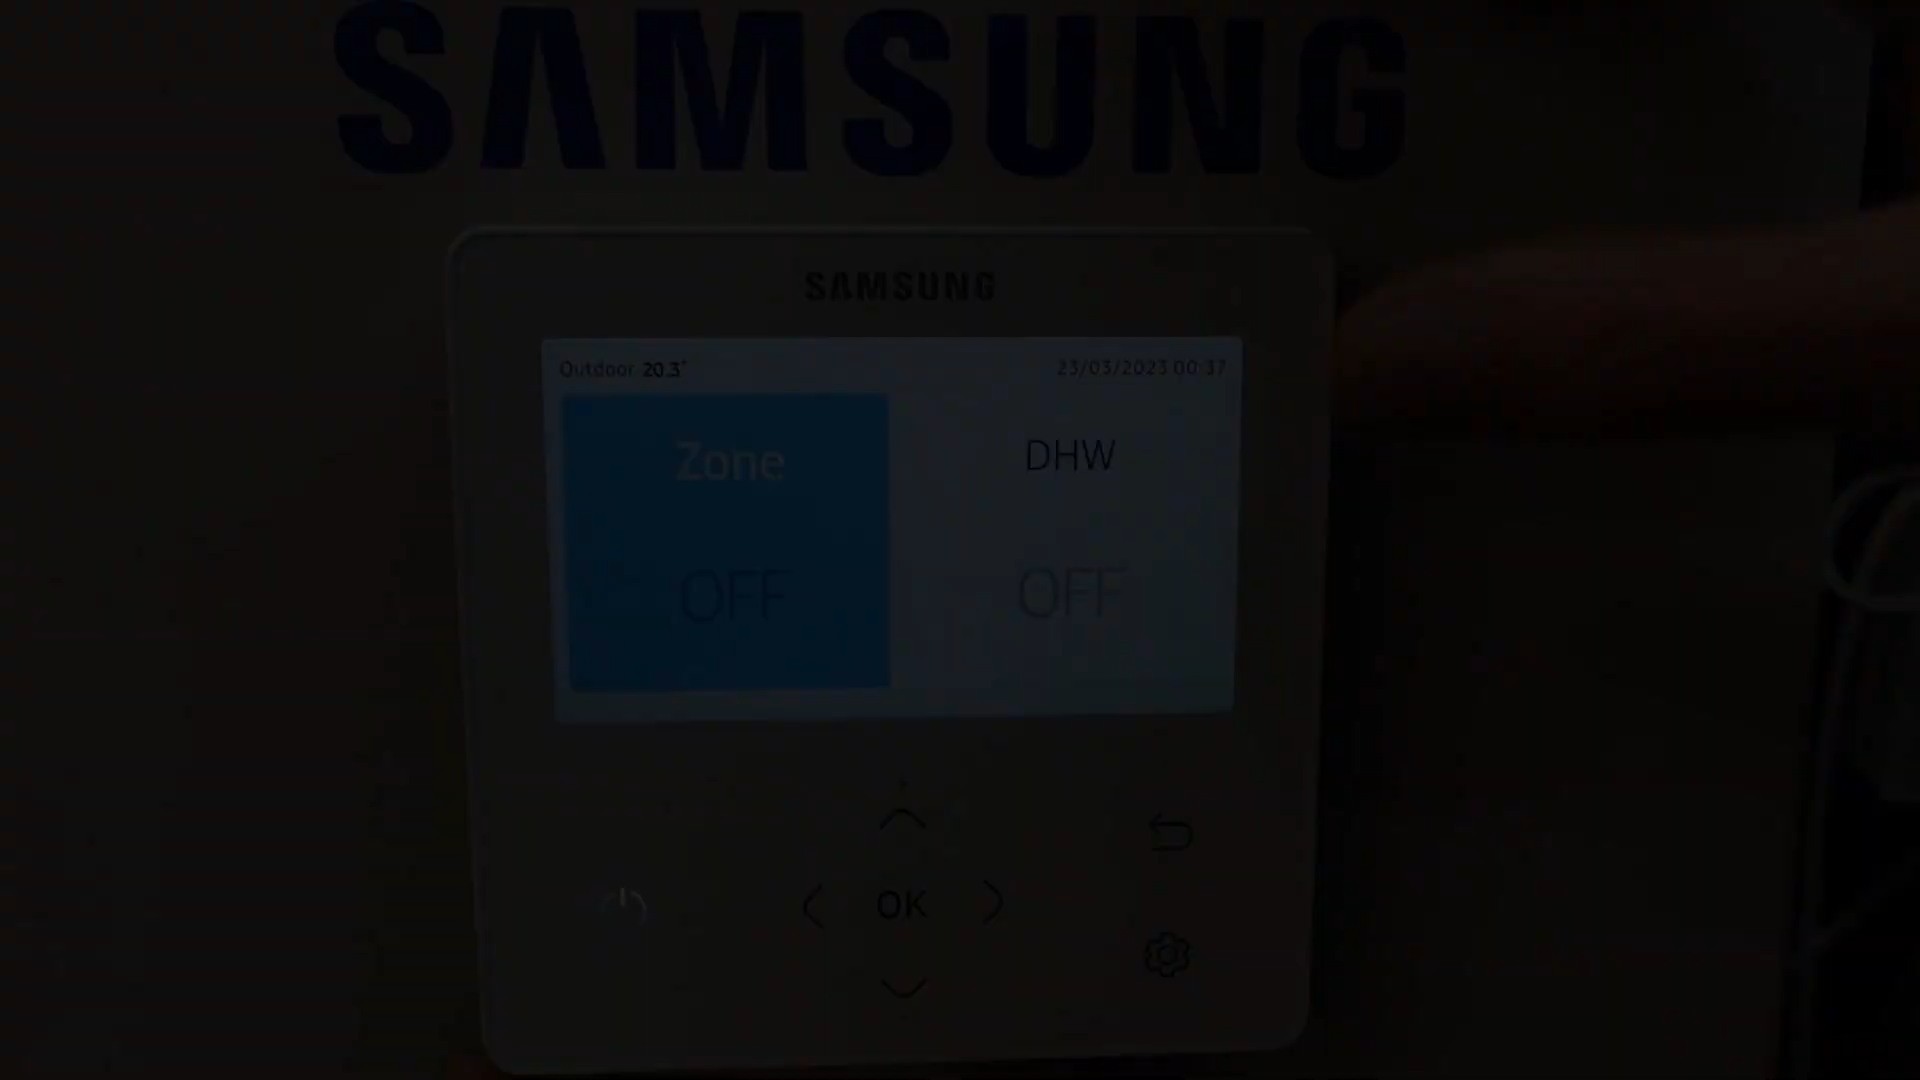 SAMSUNG
SAMSUNG
Outdoor 20.3° 23/03/2023 00:37
Zone DHW
OFF OFF
OK